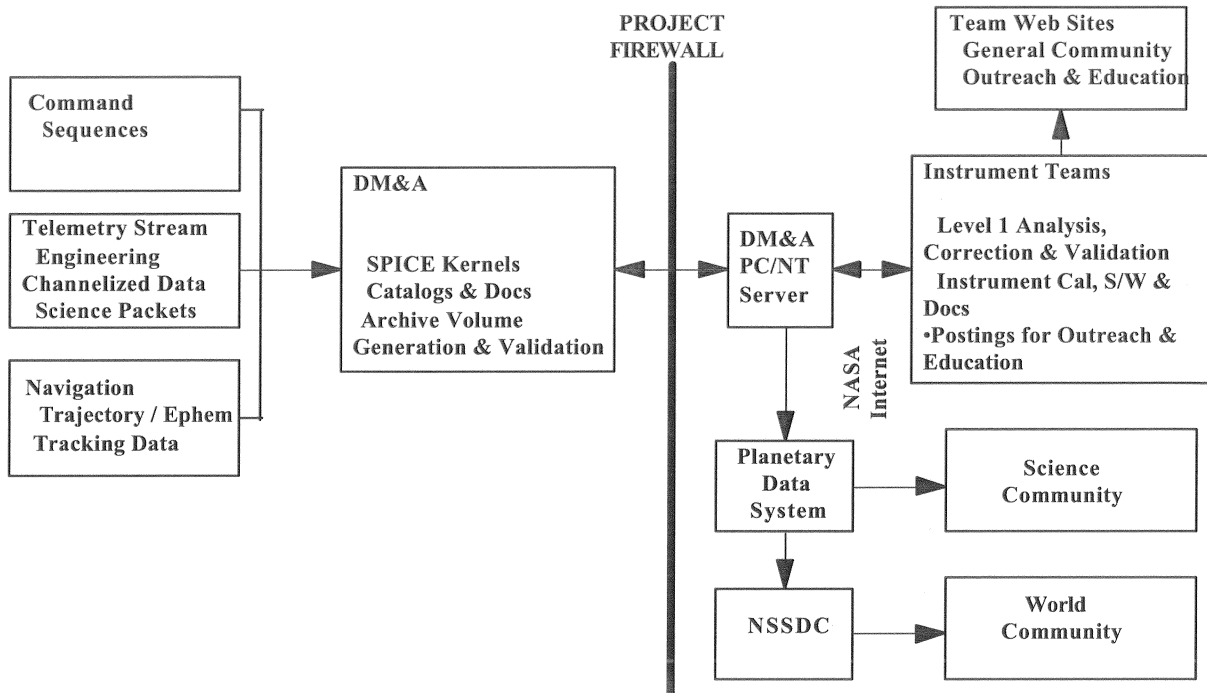 PROJECT
FIREWALL
Team Web Sites
General Community
Outreach & Education
Command
Sequences
Telemetry Stream
Engineering
Channelized Data
Science Packets
Navigation
Trajectory / Ephem
Tracking Data
DM&A
SPICE Kernels
Catalogs & Docs
Archive Volume
Generation & Validation
DM&A
PC/NT
Server
Instrument Teams
Level 1 Analysis,
Correction & Validation
Instrument Cal, S/W &
Docs
•Postings for Outreach &
Education
NASA
Internet
Planetary
Data
System
Science
Community
NSSDC
World
Community